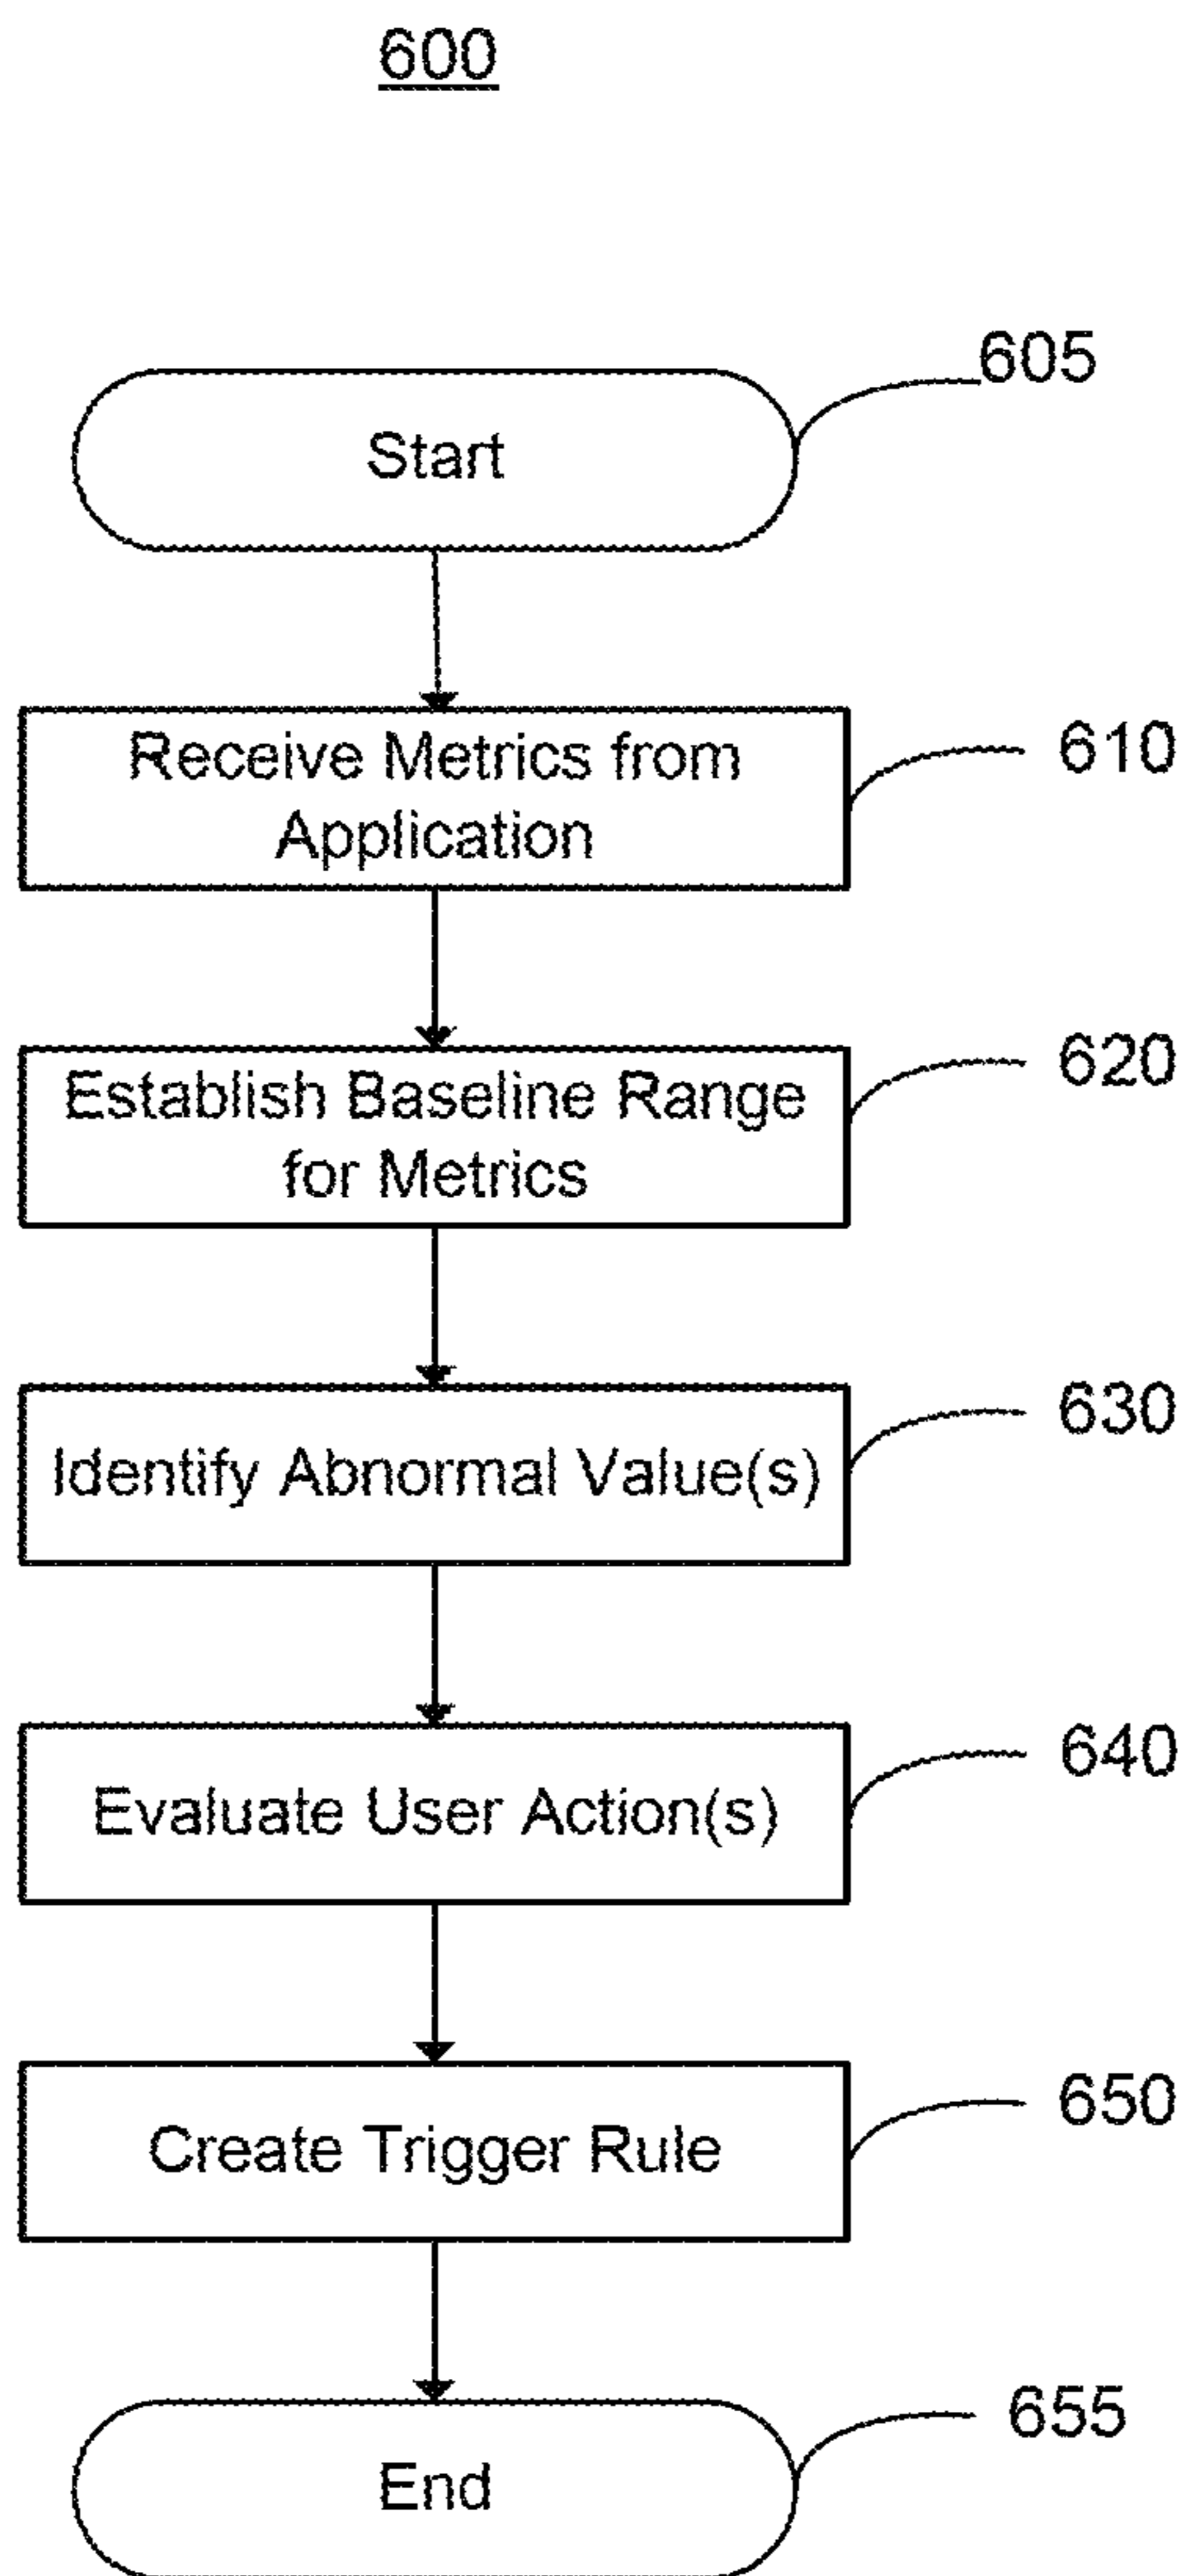 600
605
Start
610
Receive Metrics from
Application
620
Establish Baseline Range
for Metrics
630
Identify Abnormal Value(s)
640
Evaluate User Action(s)
650
Create Trigger Rule
655
End